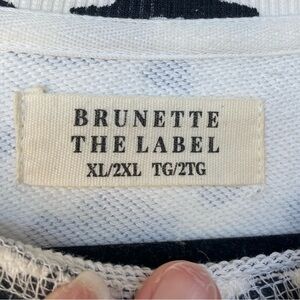 BRUNETTE
THE LABEL
XL/2XL TG/2TG